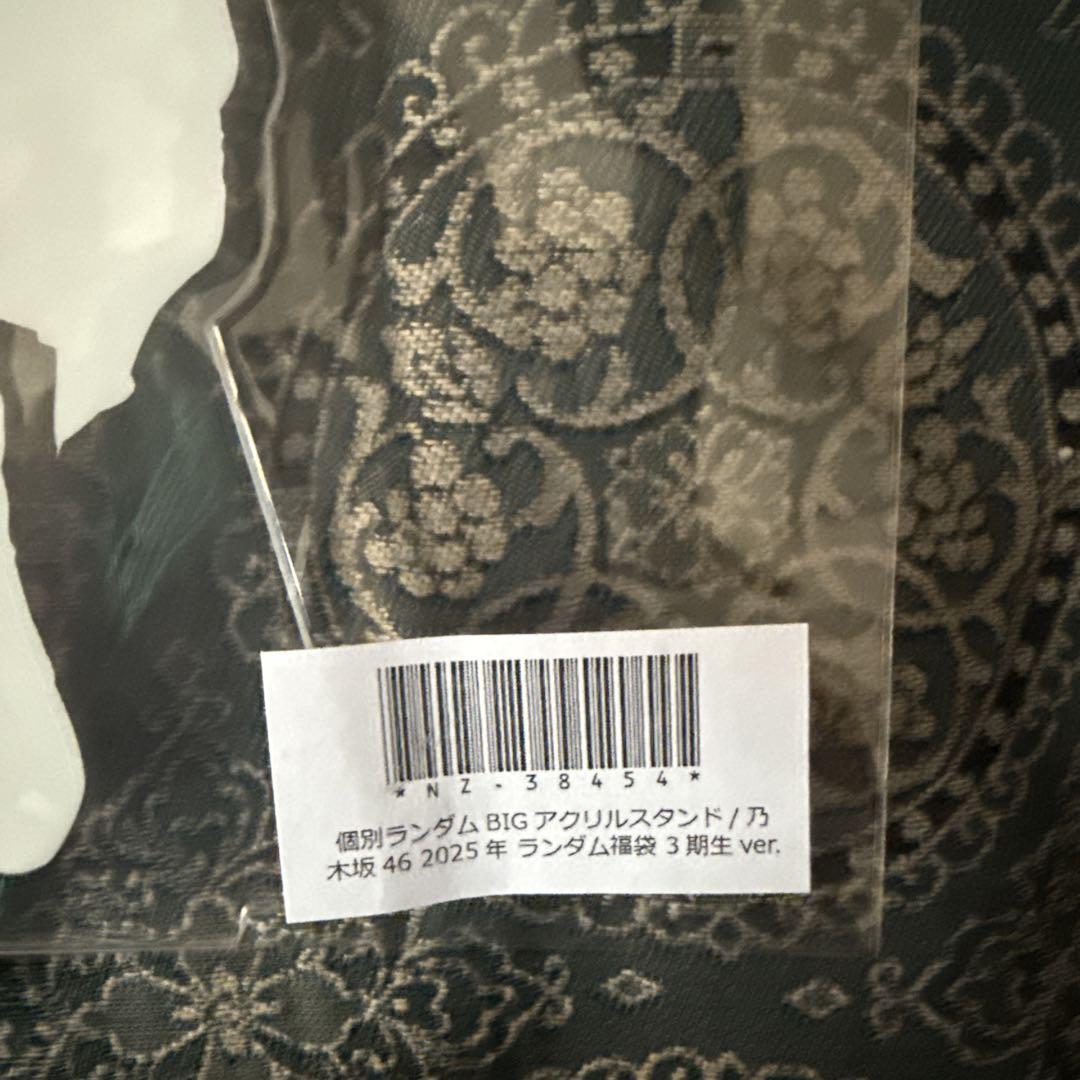 *NZ-38454*
個別ランダム BIG アクリルスタンド / 乃
木坂 46 2025 年 ランダム福袋 3 期生 ver.